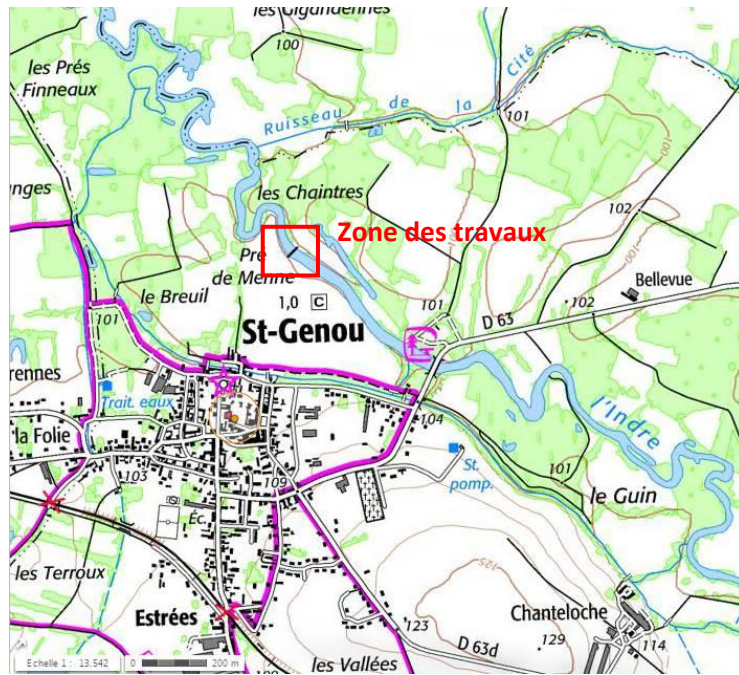 les Gigandennes
100
les Prés
Finneaux
Ruisseau de la Cité
101
100
les Chaintres
102
Zone des travaux
Pré
de Menne
Bellevue
le Breuil
1,0 C
101
102
D 63
101
St-Genou
l'Indre
Trait. eaux
la Folie
104
103
109
St.
pomp.
101
le Guin
Éc.
125
les Terroux
Estrées
Chanteloche
123
D 63d
129
114
les Vallées
Echelle 1 : 13.542
0 200 m